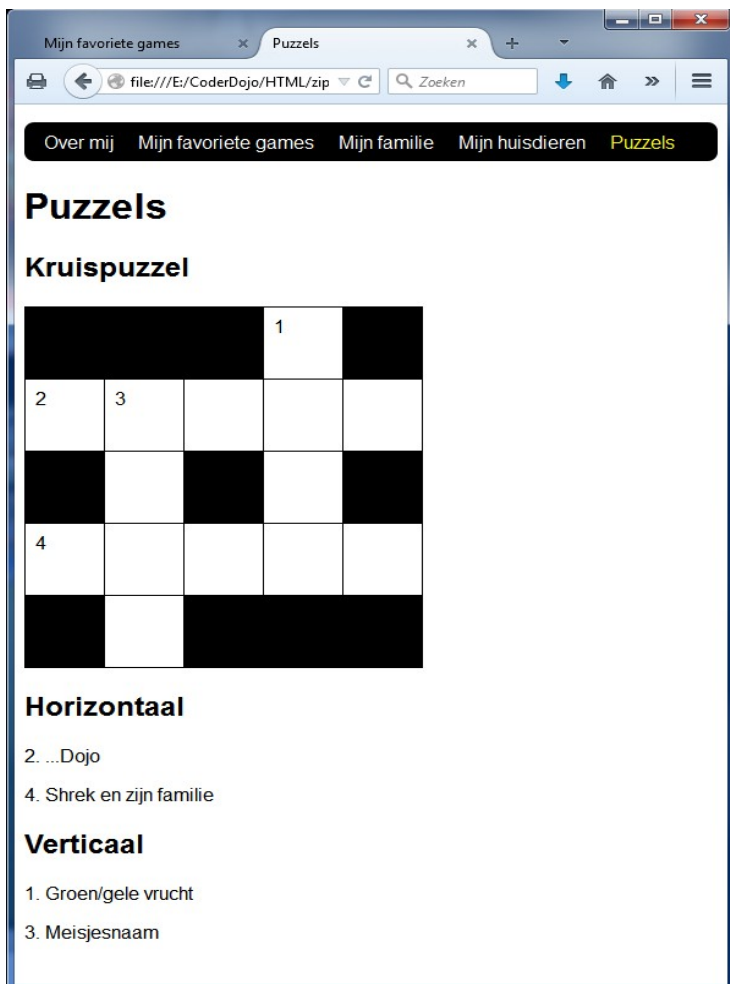 Mijn favoriete games
Puzzels
file:///E:/CoderDojo/HTML/zip
Zoeken
Over mij Mijn favoriete games Mijn familie Mijn huisdieren Puzzels
Puzzels
Kruispuzzel
1
2 3
4
Horizontaal
2. ...Dojo
4. Shrek en zijn familie
Verticaal
1. Groen/gele vrucht
3. Meisjesnaam